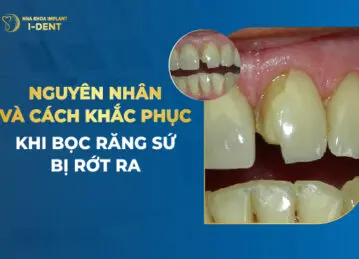 NHA KHOA IMPLANT
I-DENT
NGUYÊN NHÂN
VÀ CÁCH KHẮC PHỤC
KHI BỌC RĂNG SỨ
BỊ RỚT RA